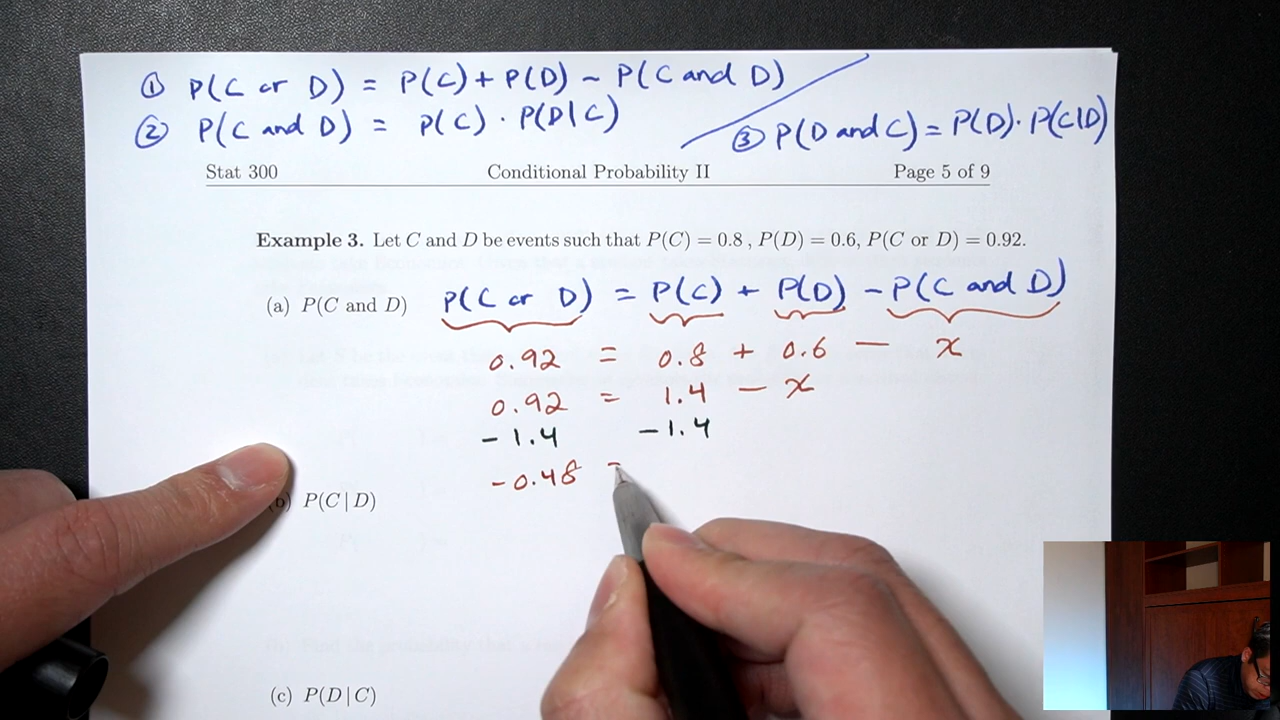 ① P(C or D) = P(C) + P(D) - P(C and D)
② P(C and D) = P(C) · P(D|C) ③ P(D and C) = P(D) · P(C|D)
Stat 300 Conditional Probability II Page 5 of 9
Example 3. Let C and D be events such that P(C) = 0.8 , P(D) = 0.6, P(C or D) = 0.92.
(a) P(C and D) P(C or D) = P(C) + P(D) - P(C and D)
0.92 = 0.8 + 0.6 - x
0.92 = 1.4 - x
-1.4 -1.4
-0.48 =
(b) P(C | D)
(c) P(D | C)